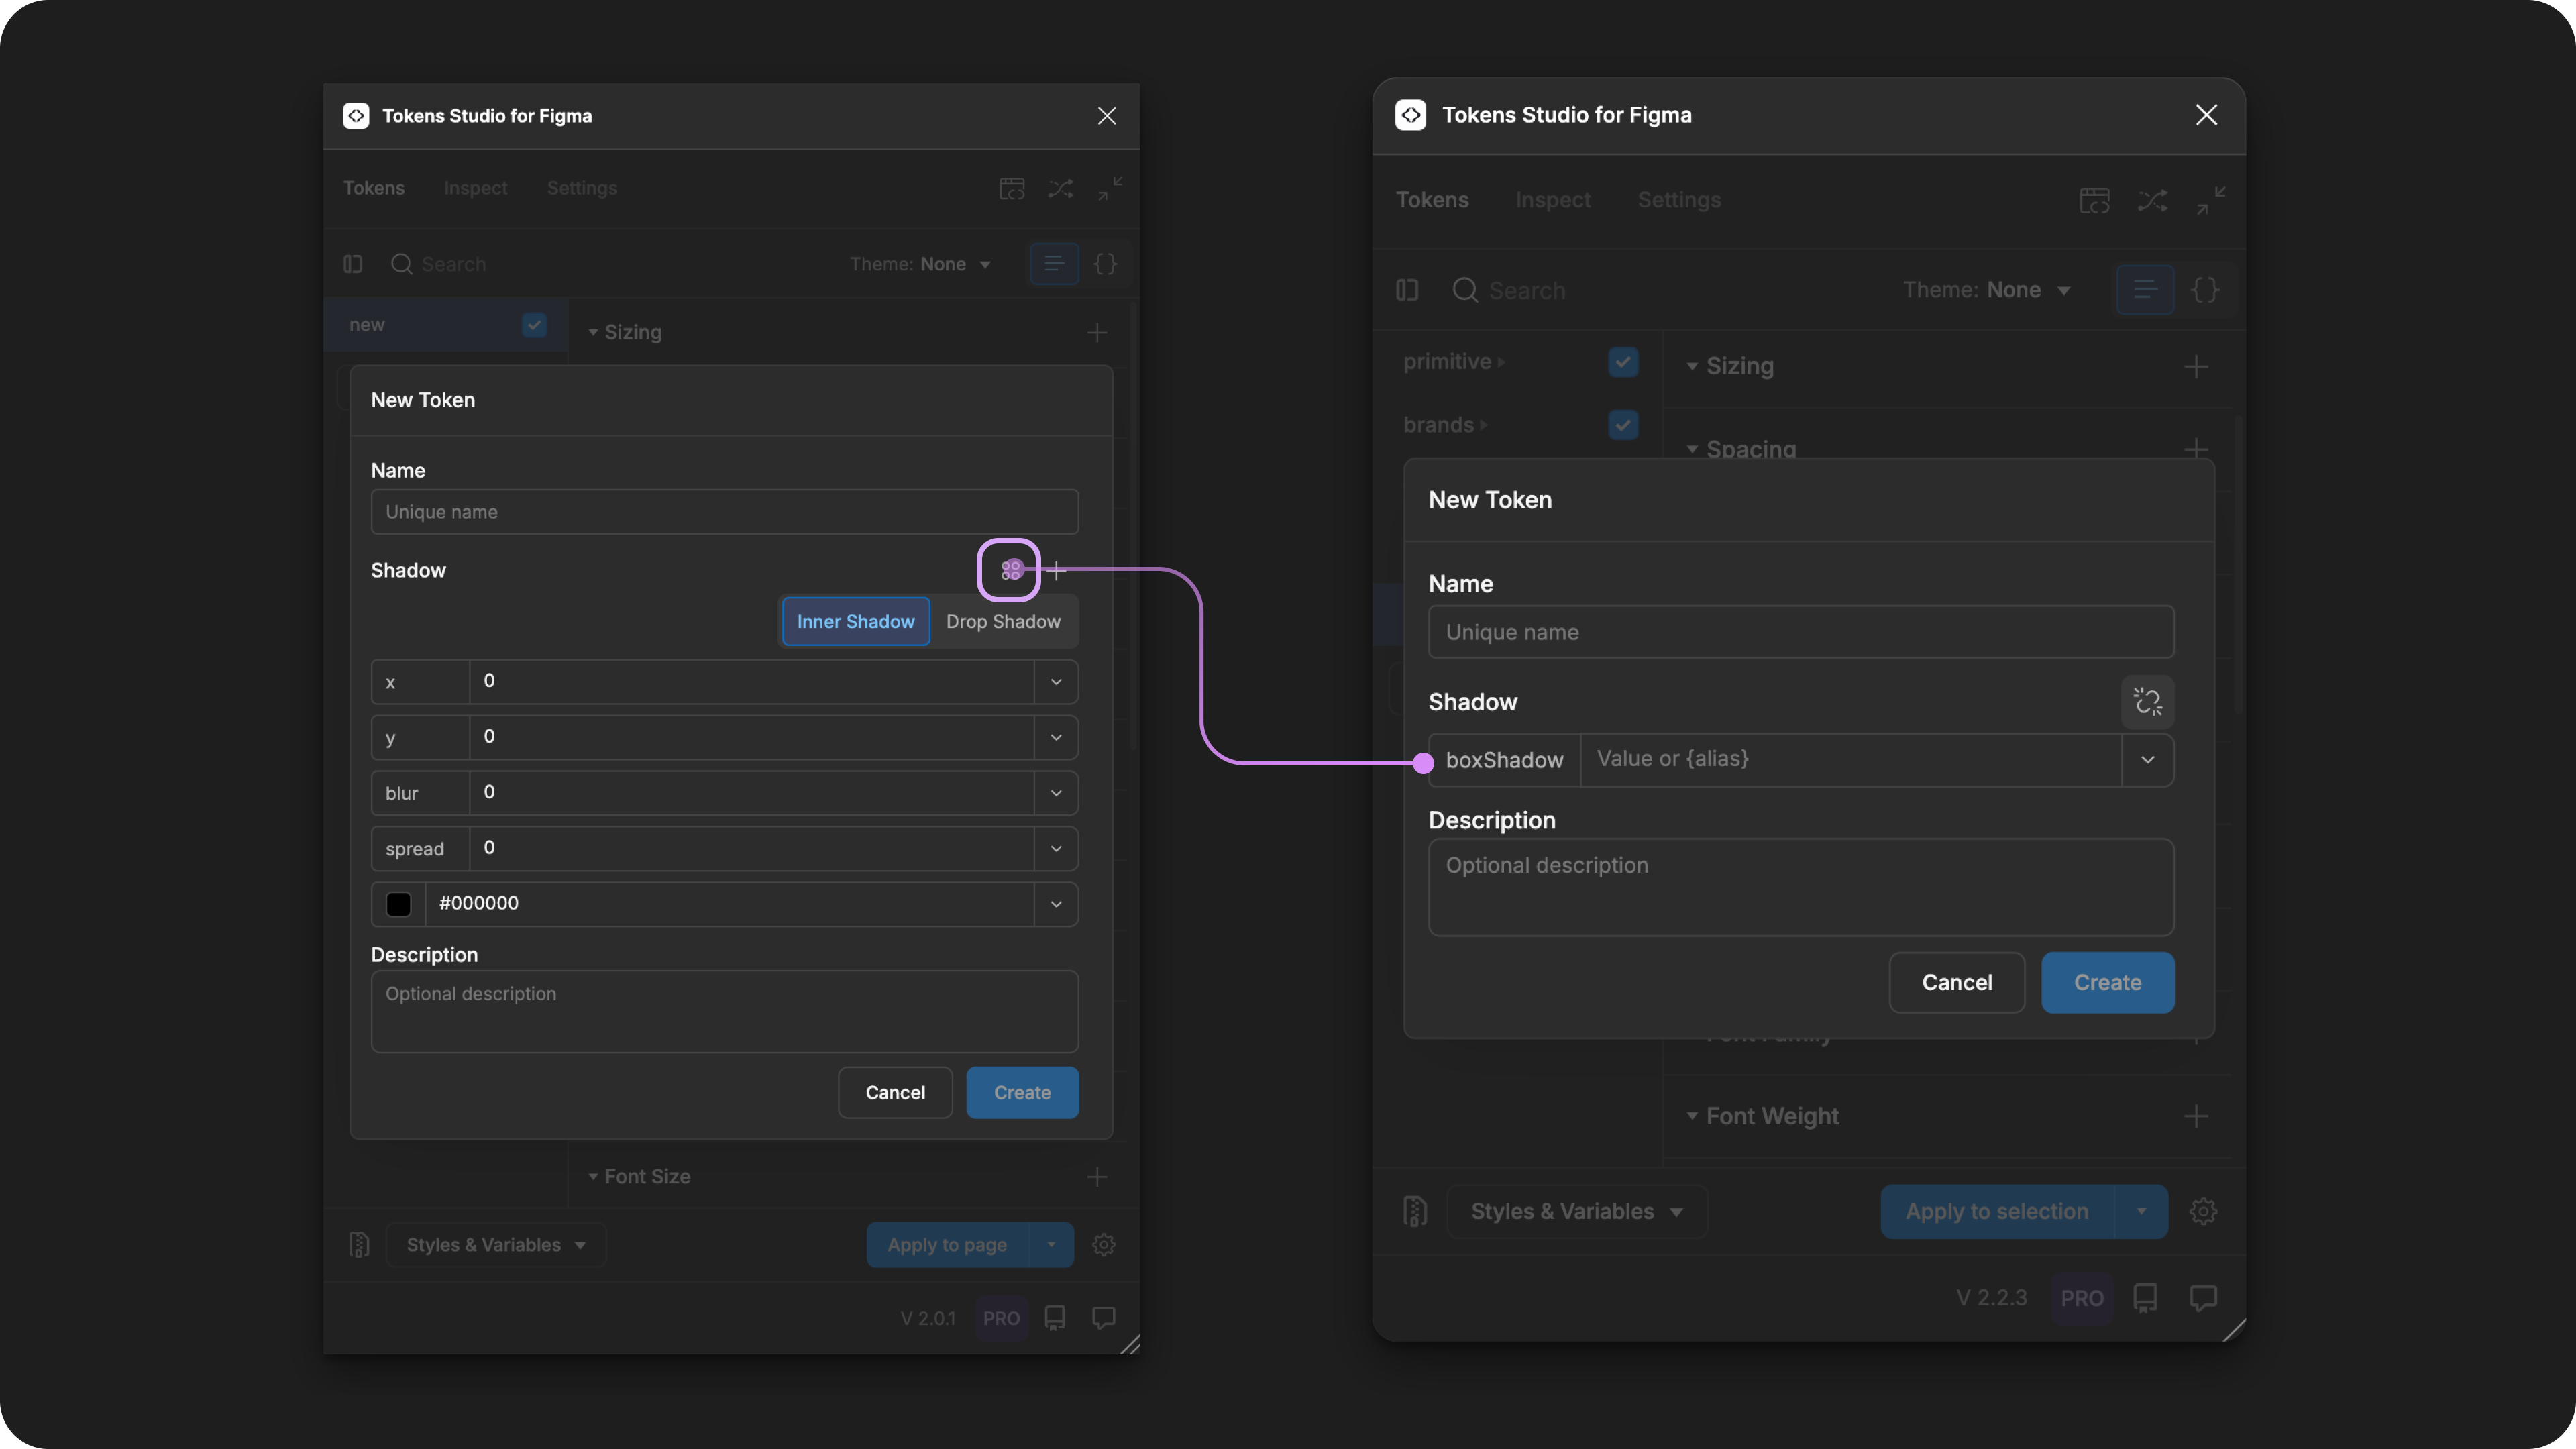 Tokens Studio for Figma
Tokens Inspect Settings
Search Theme: None
new
Sizing
New Token
Name
Unique name
Shadow
Inner Shadow Drop Shadow
x 0
y 0
blur 0
spread 0
#000000
Description
Optional description
Cancel Create
Font Size
Styles & Variables Apply to page
V 2.0.1 PRO
Tokens Studio for Figma
Tokens Inspect Settings
Search Theme: None
primitive Sizing
brands Spacing
New Token
Name
Unique name
Shadow
boxShadow Value or {alias}
Description
Optional description
Cancel Create
Font Family
Font Weight
Styles & Variables Apply to selection
V 2.2.3 PRO